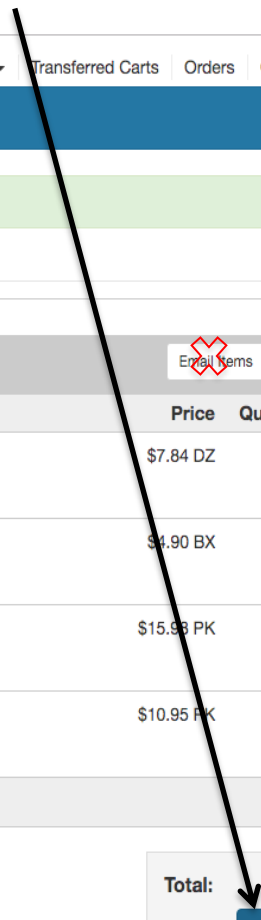 Transferred Carts Orders
Email Items
Price Qu
$7.84 DZ
$4.90 BX
$15.98 PK
$10.95 PK
Total: